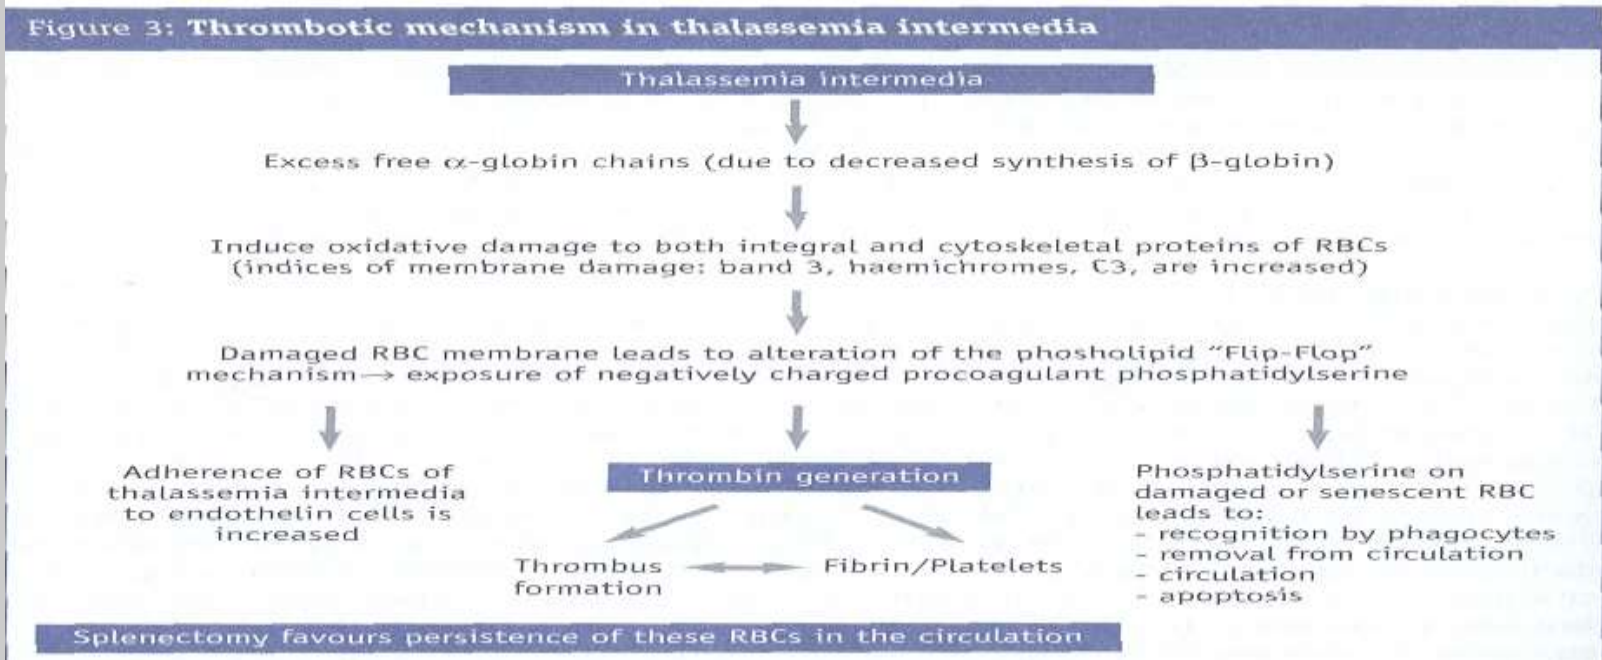 Figure 3: Thrombotic mechanism in thalassemia intermedia
Thalassemia intermedia
Excess free α-globin chains (due to decreased synthesis of β-globin)
Induce oxidative damage to both integral and cytoskeletal proteins of RBCs
(indices of membrane damage: band 3, haemichromes, C3, are increased)
Damaged RBC membrane leads to alteration of the phosholipid "Flip-Flop"
mechanism→ exposure of negatively charged procoagulant phosphatidylserine
Adherence of RBCs of
thalassemia intermedia
to endothelin cells is
increased
Thrombin generation
Thrombus
formation
Fibrin/Platelets
Phosphatidylserine on
damaged or senescent RBC
leads to:
- recognition by phagocytes
- removal from circulation
- circulation
- apoptosis
Splenectomy favours persistence of these RBCs in the circulation